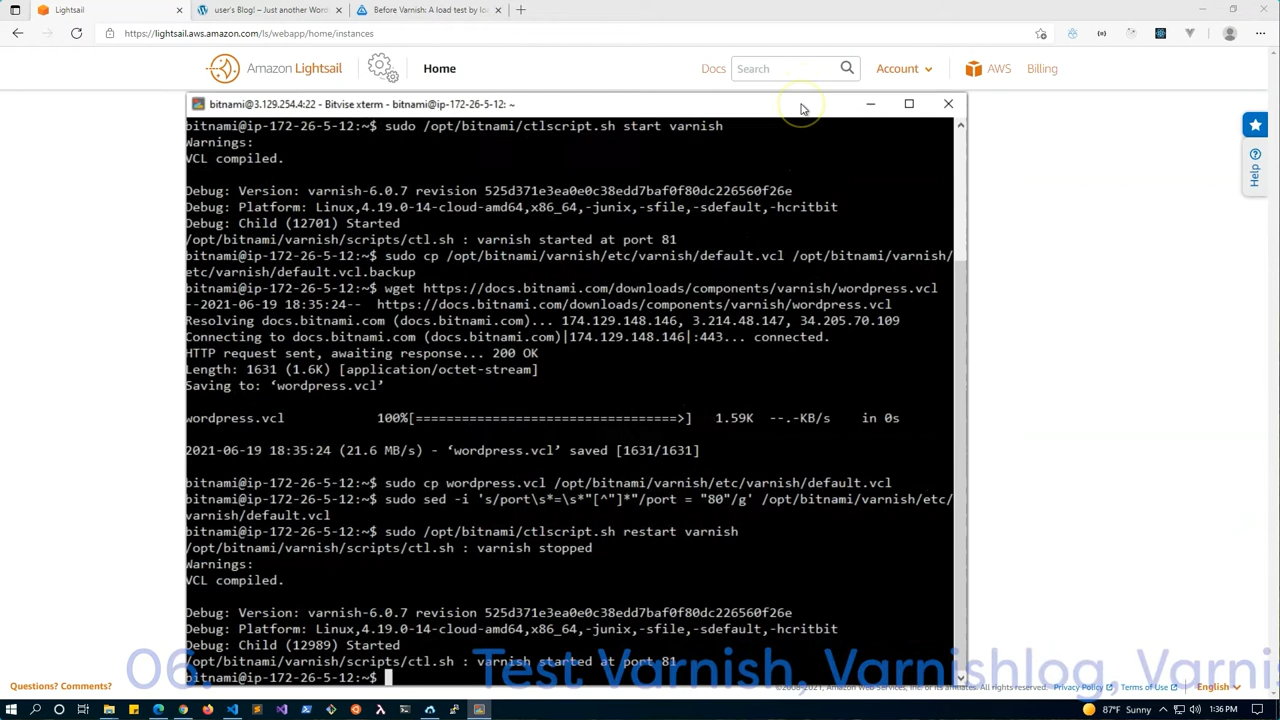 Lightsail
user's Blog! – Just another Word
Before Varnish: A load test by lo
https://lightsail.aws.amazon.com/ls/webapp/home/instances
Amazon Lightsail
Home
Docs
Search
Account
AWS
Billing
bitnami@3.129.254.4:22 - Bitvise xterm - bitnami@ip-172-26-5-12: ~
bitnami@ip-172-26-5-12:~$ sudo /opt/bitnami/ctlscript.sh start varnish
Warnings:
VCL compiled.
Debug: Version: varnish-6.0.7 revision 525d371e3ea0e0c38edd7baf0f80dc226560f26e
Debug: Platform: Linux,4.19.0-14-cloud-amd64,x86_64,-junix,-sfile,-sdefault,-hcritbit
Debug: Child (12701) Started
/opt/bitnami/varnish/scripts/ctl.sh : varnish started at port 81
bitnami@ip-172-26-5-12:~$ sudo cp /opt/bitnami/varnish/etc/varnish/default.vcl /opt/bitnami/varnish/
etc/varnish/default.vcl.backup
bitnami@ip-172-26-5-12:~$ wget https://docs.bitnami.com/downloads/components/varnish/wordpress.vcl
--2021-06-19 18:35:24-- https://docs.bitnami.com/downloads/components/varnish/wordpress.vcl
Resolving docs.bitnami.com (docs.bitnami.com)... 174.129.148.146, 3.214.48.147, 34.205.70.109
Connecting to docs.bitnami.com (docs.bitnami.com)|174.129.148.146|:443... connected.
HTTP request sent, awaiting response... 200 OK
Length: 1631 (1.6K) [application/octet-stream]
Saving to: ‘wordpress.vcl’
wordpress.vcl 100%[================================>] 1.59K --.-KB/s in 0s
2021-06-19 18:35:24 (21.6 MB/s) - ‘wordpress.vcl’ saved [1631/1631]
bitnami@ip-172-26-5-12:~$ sudo cp wordpress.vcl /opt/bitnami/varnish/etc/varnish/default.vcl
bitnami@ip-172-26-5-12:~$ sudo sed -i 's/port\s*=\s*"[^"]*"/port = "80"/g' /opt/bitnami/varnish/etc/
varnish/default.vcl
bitnami@ip-172-26-5-12:~$ sudo /opt/bitnami/ctlscript.sh restart varnish
/opt/bitnami/varnish/scripts/ctl.sh : varnish stopped
Warnings:
VCL compiled.
Debug: Version: varnish-6.0.7 revision 525d371e3ea0e0c38edd7baf0f80dc226560f26e
Debug: Platform: Linux,4.19.0-14-cloud-amd64,x86_64,-junix,-sfile,-sdefault,-hcritbit
Debug: Child (12989) Started
/opt/bitnami/varnish/scripts/ctl.sh : varnish started at port 81
bitnami@ip-172-26-5-12:~$
Help
06. Test Varnish, Varnishlog, Varni
Questions? Comments?
Privacy Policy
Terms of Use
English
87°F Sunny
1:36 PM